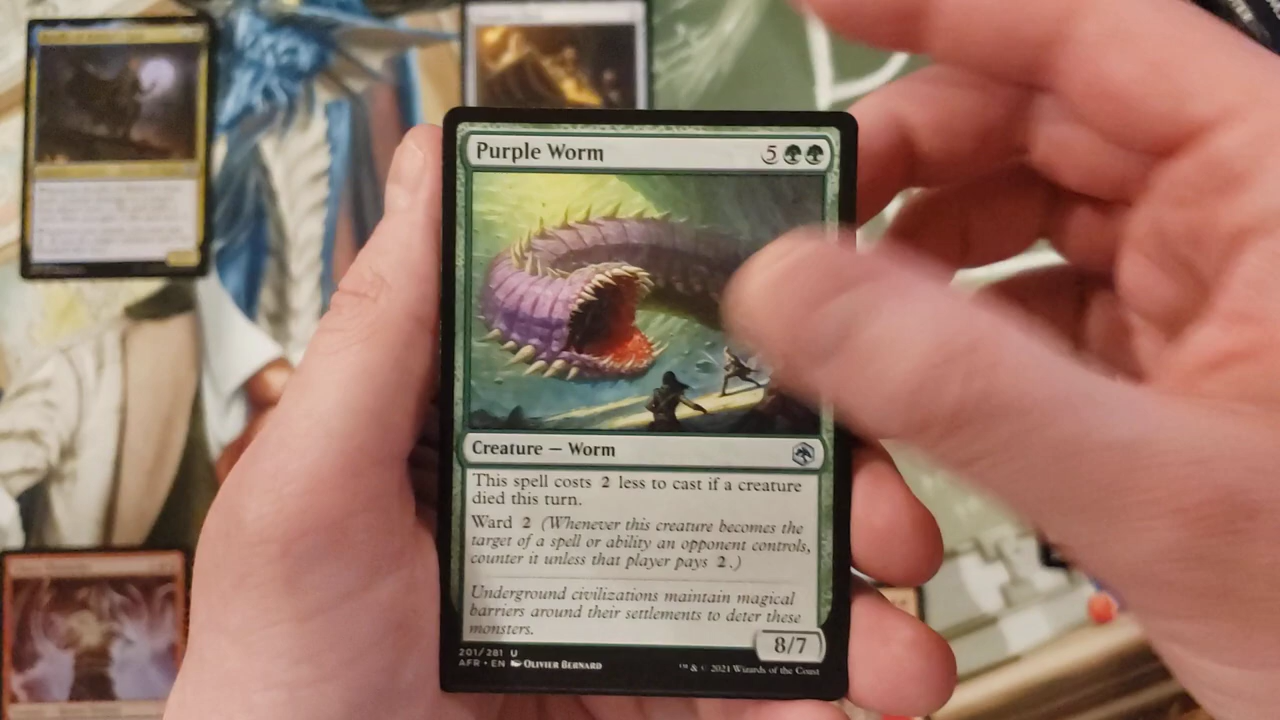 Purple Worm 5
Creature — Worm
This spell costs 2 less to cast if a creature
died this turn.
Ward 2 (Whenever this creature becomes the
target of a spell or ability an opponent controls,
counter it unless that player pays 2.)
Underground civilizations maintain magical
barriers around their settlements to deter these
monsters.
8/7
201/281 U
AFR • EN Olivier Bernard
™ & © 2021 Wizards of the Coast